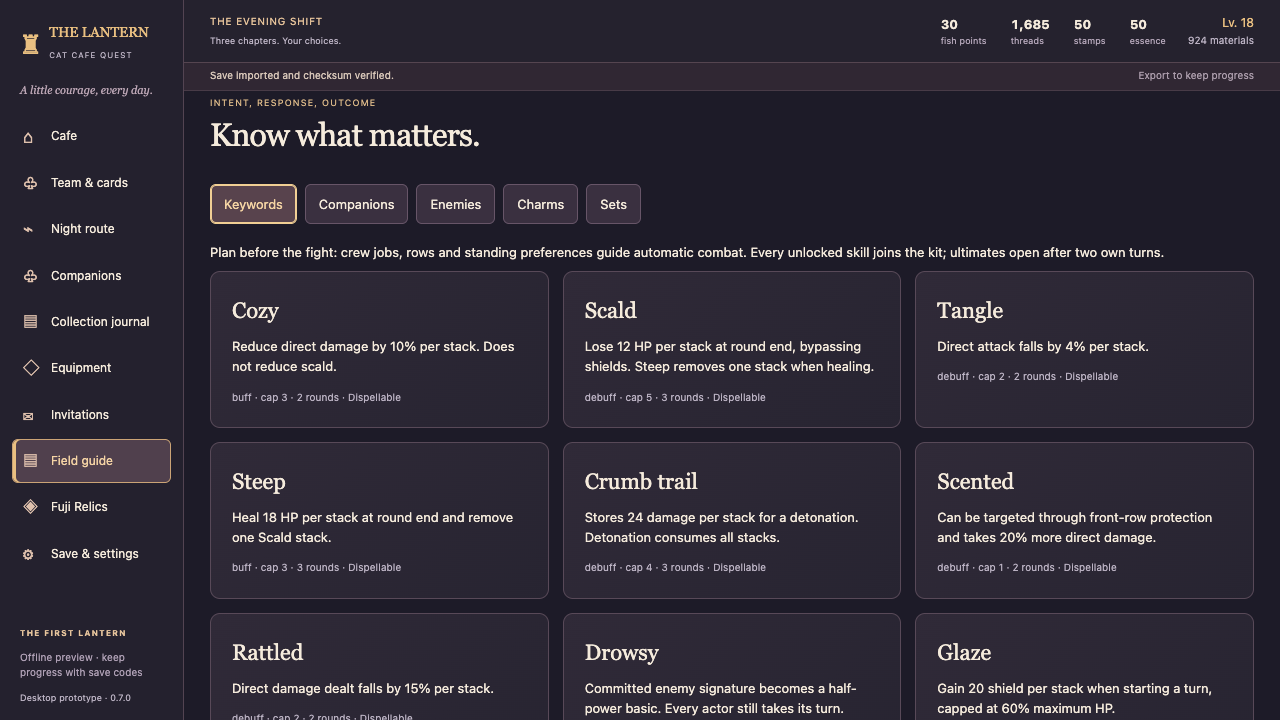 THE LANTERN
CAT CAFE QUEST
A little courage, every day.
Cafe
Team & cards
Night route
Companions
Collection journal
Equipment
Invitations
Field guide
Fuji Relics
Save & settings
THE FIRST LANTERN
Offline preview · keep
progress with save codes
Desktop prototype · 0.7.0
THE EVENING SHIFT
Three chapters. Your choices.
30
fish points
1,685
threads
50
stamps
50
essence
Lv. 18
924 materials
Save imported and checksum verified.
Export to keep progress
INTENT, RESPONSE, OUTCOME
Know what matters.
Keywords
Companions
Enemies
Charms
Sets
Plan before the fight: crew jobs, rows and standing preferences guide automatic combat. Every unlocked skill joins the kit; ultimates open after two own turns.
Cozy
Reduce direct damage by 10% per stack. Does
not reduce scald.
buff · cap 3 · 2 rounds · Dispellable
Scald
Lose 12 HP per stack at round end, bypassing
shields. Steep removes one stack when healing.
debuff · cap 5 · 3 rounds · Dispellable
Tangle
Direct attack falls by 4% per stack.
debuff · cap 2 · 2 rounds · Dispellable
Steep
Heal 18 HP per stack at round end and remove
one Scald stack.
buff · cap 3 · 3 rounds · Dispellable
Crumb trail
Stores 24 damage per stack for a detonation.
Detonation consumes all stacks.
debuff · cap 4 · 3 rounds · Dispellable
Scented
Can be targeted through front-row protection
and takes 20% more direct damage.
debuff · cap 1 · 2 rounds · Dispellable
Rattled
Direct damage dealt falls by 15% per stack.
debuff · cap 2 · 2 rounds · Dispellable
Drowsy
Committed enemy signature becomes a half-
power basic. Every actor still takes its turn.
Glaze
Gain 20 shield per stack when starting a turn,
capped at 60% maximum HP.